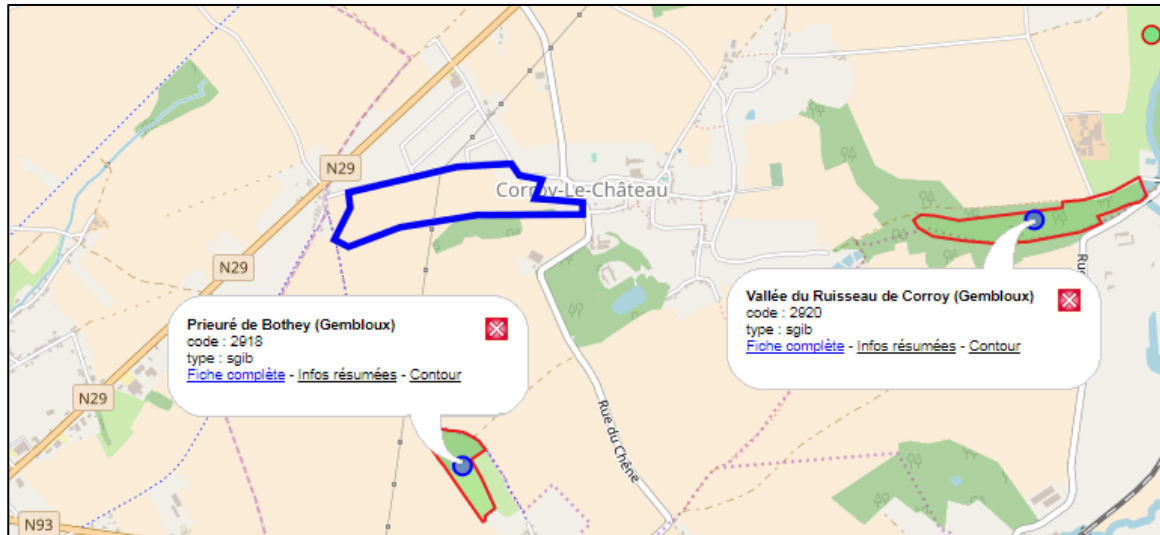 N29
Corroy-Le-Château
N29
Prieuré de Bothey (Gembloux)
code : 2918
type : sgib
Fiche complète - Infos résumées - Contour
Vallée du Ruisseau de Corroy (Gembloux)
code : 2920
type : sgib
Fiche complète - Infos résumées - Contour
Ru
N29
Rue du Chêne
N93